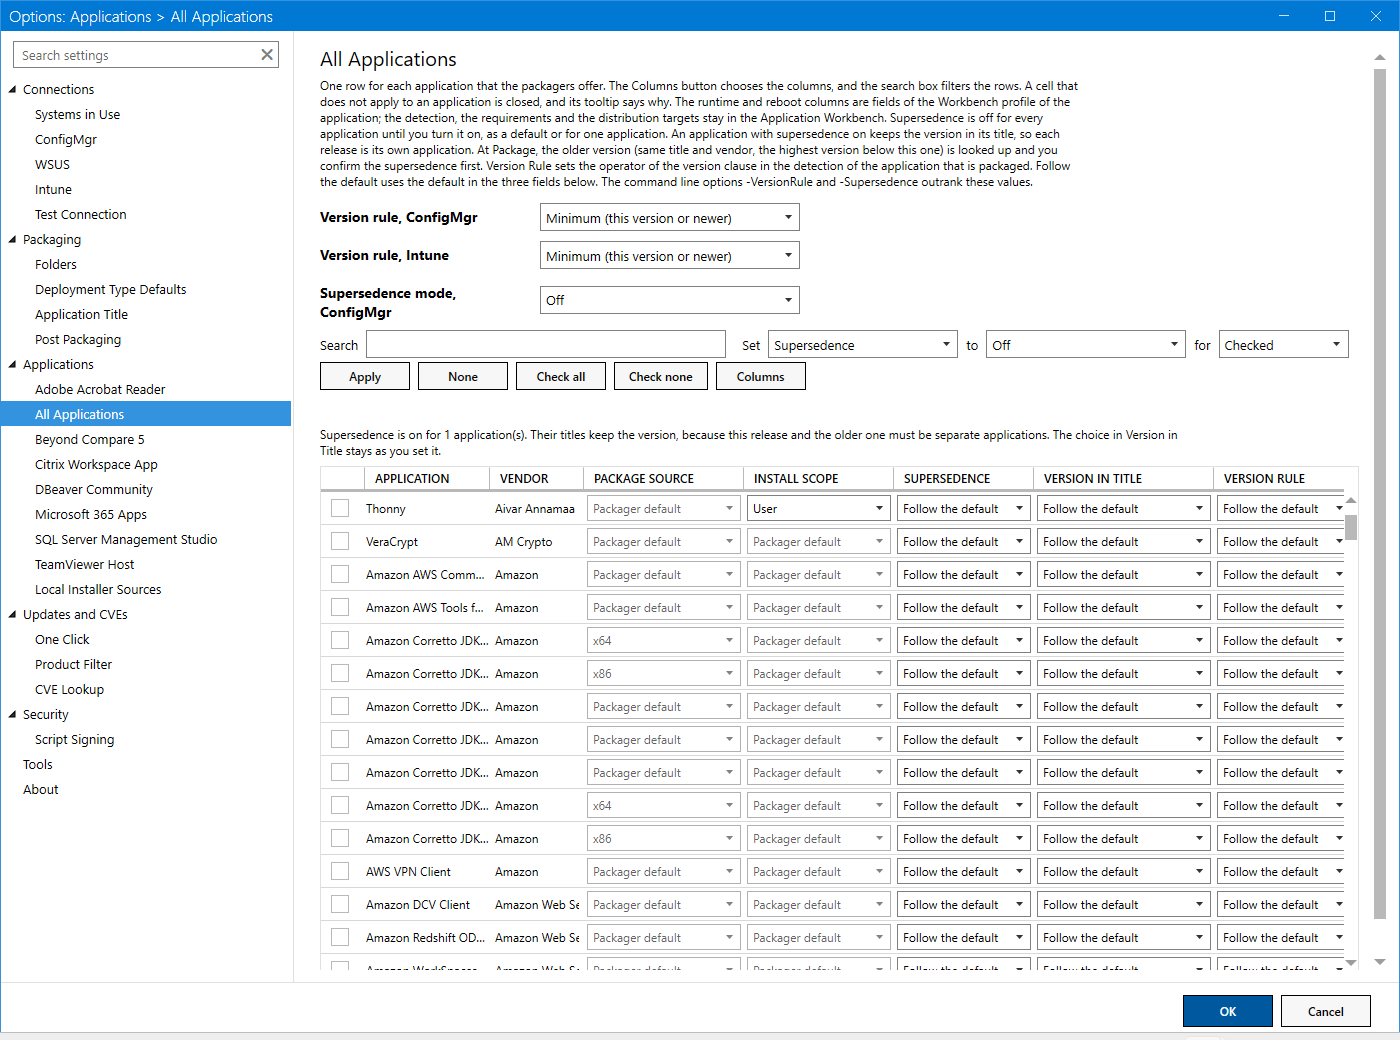 Options: Applications > All Applications
Search settings
Connections
Systems in Use
ConfigMgr
WSUS
Intune
Test Connection
Packaging
Folders
Deployment Type Defaults
Application Title
Post Packaging
Applications
Adobe Acrobat Reader
All Applications
Beyond Compare 5
Citrix Workspace App
DBeaver Community
Microsoft 365 Apps
SQL Server Management Studio
TeamViewer Host
Local Installer Sources
Updates and CVEs
One Click
Product Filter
CVE Lookup
Security
Script Signing
Tools
About
All Applications
One row for each application that the packagers offer. The Columns button chooses the columns, and the search box filters the rows. A cell that
does not apply to an application is closed, and its tooltip says why. The runtime and reboot columns are fields of the Workbench profile of the
application; the detection, the requirements and the distribution targets stay in the Application Workbench. Supersedence is off for every
application until you turn it on, as a default or for one application. An application with supersedence on keeps the version in its title, so each
release is its own application. At Package, the older version (same title and vendor, the highest version below this one) is looked up and you
confirm the supersedence first. Version Rule sets the operator of the version clause in the detection of the application that is packaged. Follow
the default uses the default in the three fields below. The command line options -VersionRule and -Supersedence outrank these values.
Version rule, ConfigMgr Minimum (this version or newer)
Version rule, Intune Minimum (this version or newer)
Supersedence mode,
ConfigMgr Off
Search Set Supersedence to Off for Checked
Apply None Check all Check none Columns
Supersedence is on for 1 application(s). Their titles keep the version, because this release and the older one must be separate applications. The choice in Version in
Title stays as you set it.
APPLICATION VENDOR PACKAGE SOURCE INSTALL SCOPE SUPERSEDENCE VERSION IN TITLE VERSION RULE
Thonny Aivar Annamaa Packager default User Follow the default Follow the default Follow the default
VeraCrypt AM Crypto Packager default Packager default Follow the default Follow the default Follow the default
Amazon AWS Comm... Amazon Packager default Packager default Follow the default Follow the default Follow the default
Amazon AWS Tools f... Amazon Packager default Packager default Follow the default Follow the default Follow the default
Amazon Corretto JDK... Amazon x64 Packager default Follow the default Follow the default Follow the default
Amazon Corretto JDK... Amazon x86 Packager default Follow the default Follow the default Follow the default
Amazon Corretto JDK... Amazon Packager default Packager default Follow the default Follow the default Follow the default
Amazon Corretto JDK... Amazon Packager default Packager default Follow the default Follow the default Follow the default
Amazon Corretto JDK... Amazon Packager default Packager default Follow the default Follow the default Follow the default
Amazon Corretto JDK... Amazon x64 Packager default Follow the default Follow the default Follow the default
Amazon Corretto JDK... Amazon x86 Packager default Follow the default Follow the default Follow the default
AWS VPN Client Amazon Packager default Packager default Follow the default Follow the default Follow the default
Amazon DCV Client Amazon Web Se Packager default Packager default Follow the default Follow the default Follow the default
Amazon Redshift OD... Amazon Web Se Packager default Packager default Follow the default Follow the default Follow the default
OK Cancel